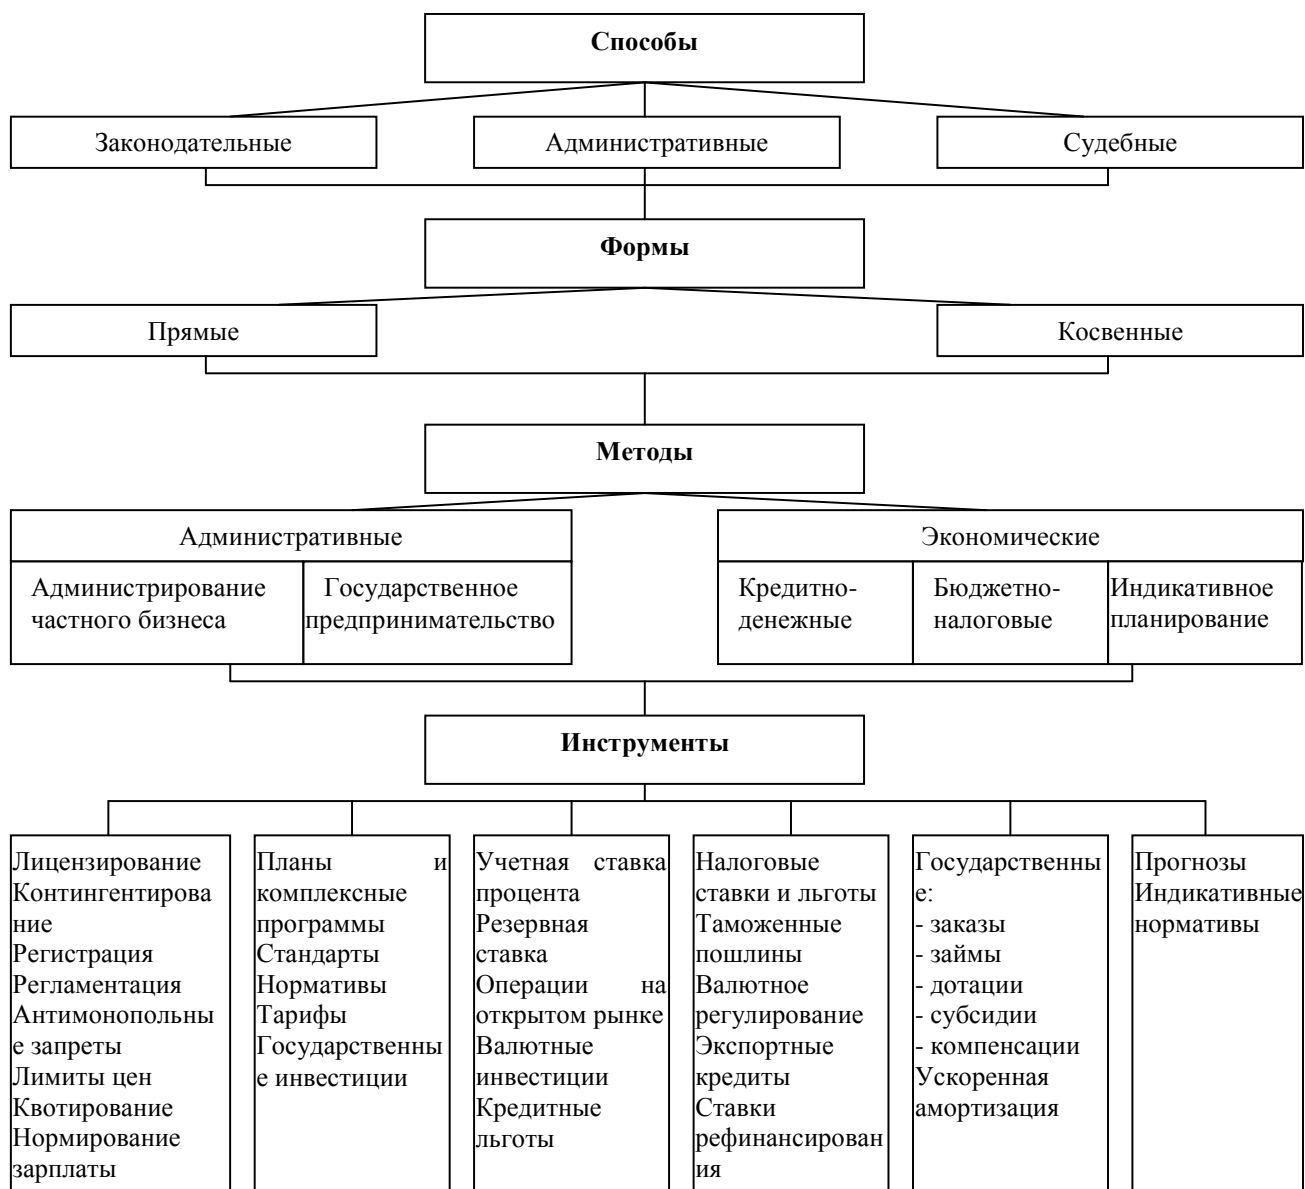 Способы
Законодательные
Административные
Судебные
Формы
Прямые
Косвенные
Методы
Административные
Экономические
Администрирование
частного бизнеса
Государственное
предпринимательство
Кредитно-
денежные
Бюджетно-
налоговые
Индикативное
планирование
Инструменты
Лицензирование
Контингентирова
ние
Регистрация
Регламентация
Антимонопольны
е запреты
Лимиты цен
Квотирование
Нормирование
зарплаты
Планы и
комплексные
программы
Стандарты
Нормативы
Тарифы
Государственны
е инвестиции
Учетная ставка
процента
Резервная
ставка
Операции на
открытом рынке
Валютные
инвестиции
Кредитные
льготы
Налоговые
ставки и льготы
Таможенные
пошлины
Валютное
регулирование
Экспортные
кредиты
Ставки
рефинансирован
ия
Государственны
е:
- заказы
- займы
- дотации
- субсидии
- компенсации
Ускоренная
амортизация
Прогнозы
Индикативные
нормативы